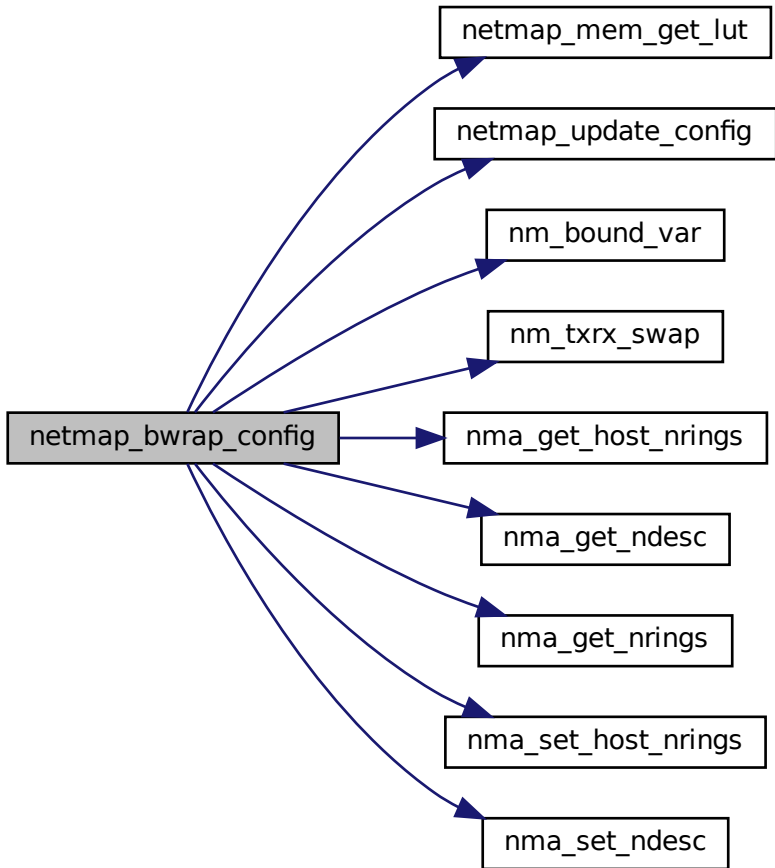 netmap_mem_get_lut
netmap_update_config
nm_bound_var
nm_txrx_swap
netmap_bwrap_config
nma_get_host_nrings
nma_get_ndesc
nma_get_nrings
nma_set_host_nrings
nma_set_ndesc